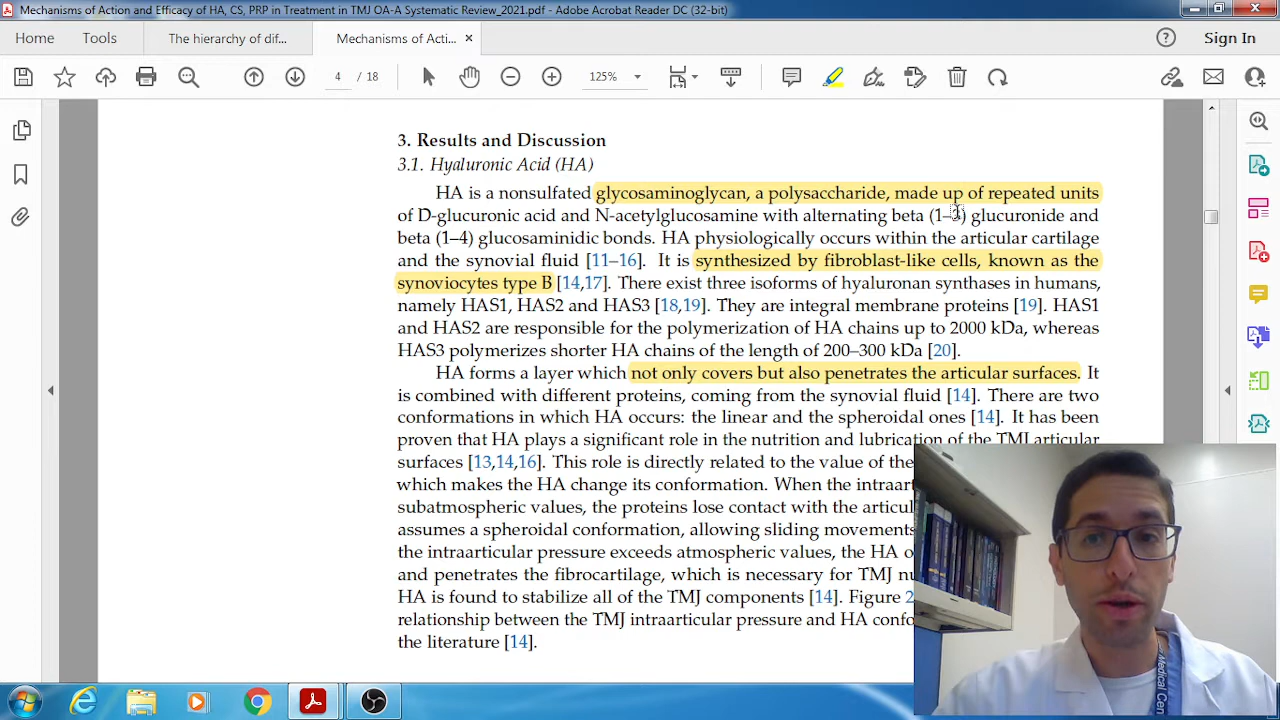 Mechanisms of Action and Efficacy of HA, CS, PRP in Treatment in TMJ OA-A Systematic Review_2021.pdf - Adobe Acrobat Reader DC (32-bit)
Home Tools The hierarchy of dif... Mechanisms of Acti... × Sign In
4 / 18 125%
3. Results and Discussion
3.1. Hyaluronic Acid (HA)
HA is a nonsulfated glycosaminoglycan, a polysaccharide, made up of repeated units
of D-glucuronic acid and N-acetylglucosamine with alternating beta (1–3) glucuronide and
beta (1–4) glucosaminidic bonds. HA physiologically occurs within the articular cartilage
and the synovial fluid [11–16]. It is synthesized by fibroblast-like cells, known as the
synoviocytes type B [14,17]. There exist three isoforms of hyaluronan synthases in humans,
namely HAS1, HAS2 and HAS3 [18,19]. They are integral membrane proteins [19]. HAS1
and HAS2 are responsible for the polymerization of HA chains up to 2000 kDa, whereas
HAS3 polymerizes shorter HA chains of the length of 200–300 kDa [20].
HA forms a layer which not only covers but also penetrates the articular surfaces. It
is combined with different proteins, coming from the synovial fluid [14]. There are two
conformations in which HA occurs: the linear and the spheroidal ones [14]. It has been
proven that HA plays a significant role in the nutrition and lubrication of the TMJ articular
surfaces [13,14,16]. This role is directly related to the value of the
which makes the HA change its conformation. When the intraart
subatmospheric values, the proteins lose contact with the articul
assumes a spheroidal conformation, allowing sliding movements
the intraarticular pressure exceeds atmospheric values, the HA
and penetrates the fibrocartilage, which is necessary for TMJ nu
HA is found to stabilize all of the TMJ components [14]. Figure 2
relationship between the TMJ intraarticular pressure and HA confo
the literature [14].
Medical Cen